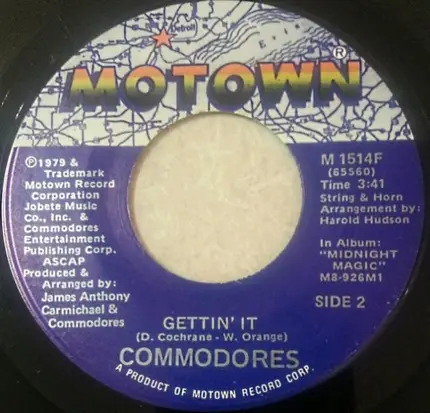 Detroit
Erie
MOTOWN®
℗1979 &
Trademark
Motown Record
Corporation
Jobete Music
Co., Inc. &
Commodores
Entertainment
Publishing Corp.
ASCAP
Produced &
Arranged by:
James Anthony
Carmichael &
Commodores
M 1514F
(65560)
Time 3:41
String & Horn
Arrangement by:
Harold Hudson
In Album:
"MIDNIGHT
MAGIC"
M8-926M1
SIDE 2
GETTIN' IT
(D. Cochrane - W. Orange)
COMMODORES
A PRODUCT OF MOTOWN RECORD CORP.